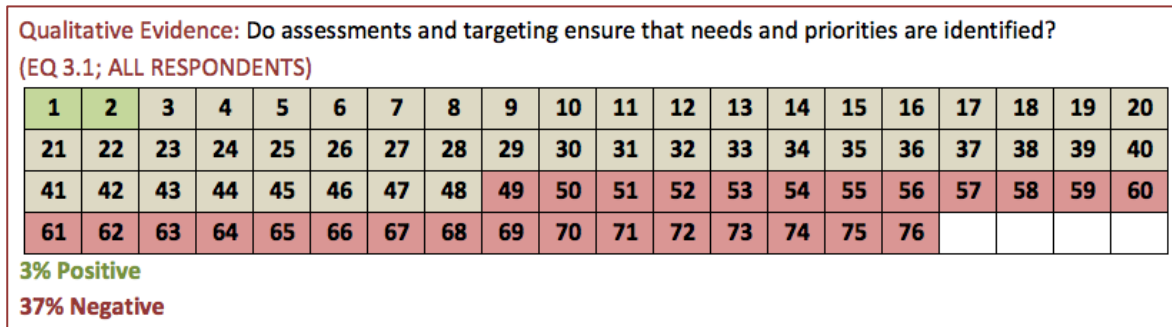 Qualitative Evidence: Do assessments and targeting ensure that needs and priorities are identified?
(EQ 3.1; ALL RESPONDENTS)
1 2 3 4 5 6 7 8 9 10 11 12 13 14 15 16 17 18 19 20
21 22 23 24 25 26 27 28 29 30 31 32 33 34 35 36 37 38 39 40
41 42 43 44 45 46 47 48 49 50 51 52 53 54 55 56 57 58 59 60
61 62 63 64 65 66 67 68 69 70 71 72 73 74 75 76
3% Positive
37% Negative